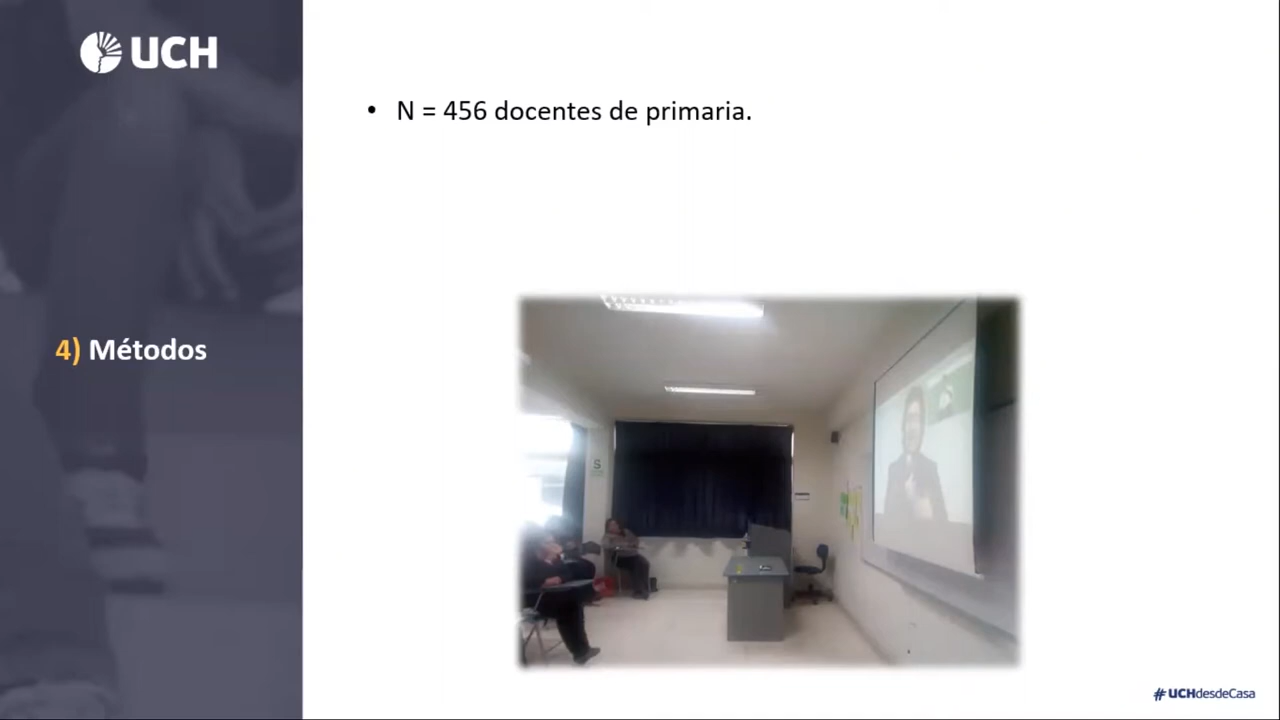 UCH
• N = 456 docentes de primaria.
4) Métodos
S
#UCHdesdeCasa